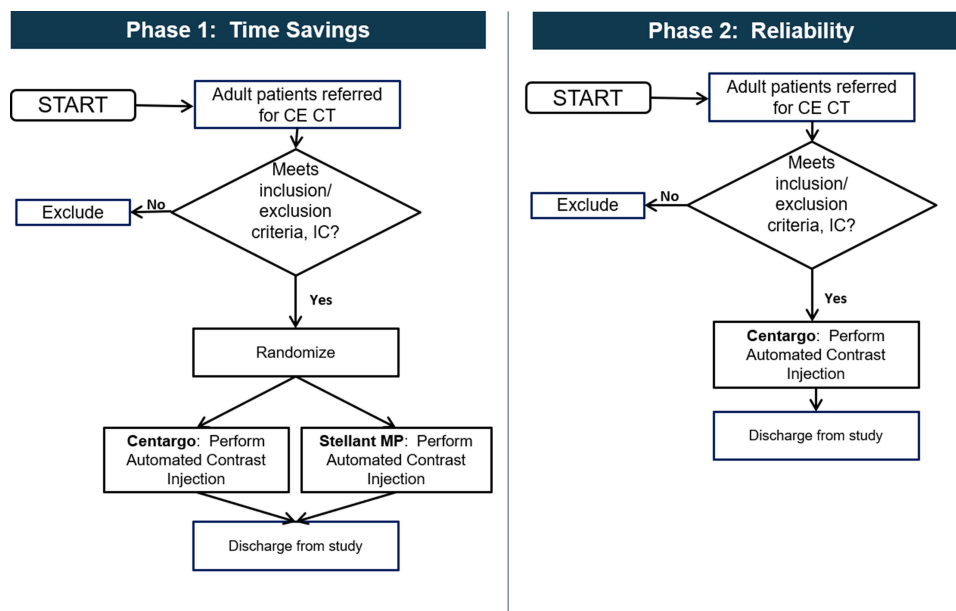 Phase 1:  Time Savings
START
Adult patients referred
for CE CT
Meets
inclusion/
exclusion
criteria, IC?
No
Exclude
Yes
Randomize
Centargo:  Perform
Automated Contrast
Injection
Stellant MP:  Perform
Automated Contrast
Injection
Discharge from study
Phase 2:  Reliability
START
Adult patients referred
for CE CT
Meets
inclusion/
exclusion
criteria, IC?
No
Exclude
Yes
Centargo:  Perform
Automated Contrast
Injection
Discharge from study